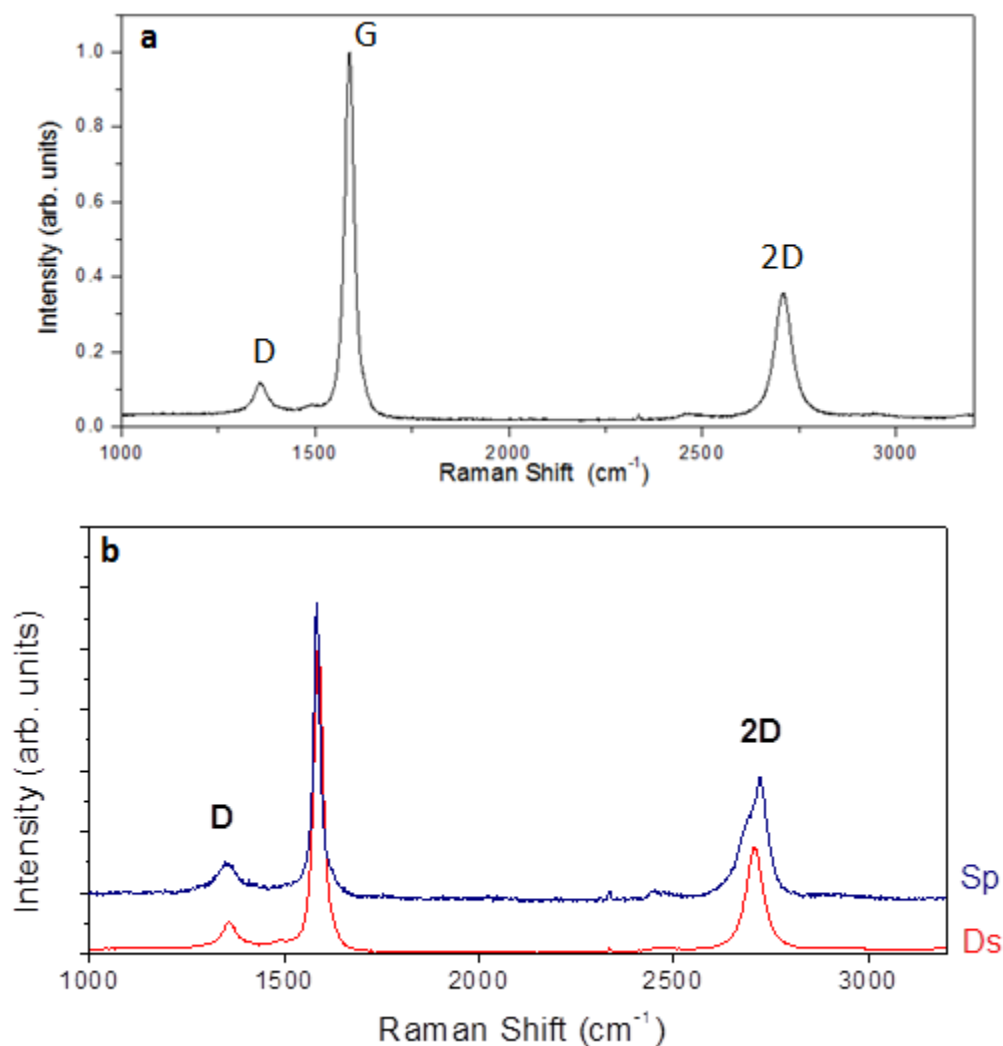 a
G
1.0
0.8
0.6
0.4
0.2
0.0
D
2D
Intensity (arb. units)
1000 1500 2000 2500 3000
Raman Shift (cm⁻¹)
b
D
2D
Sp
Ds
Intensity (arb. units)
1000 1500 2000 2500 3000
Raman Shift (cm⁻¹)